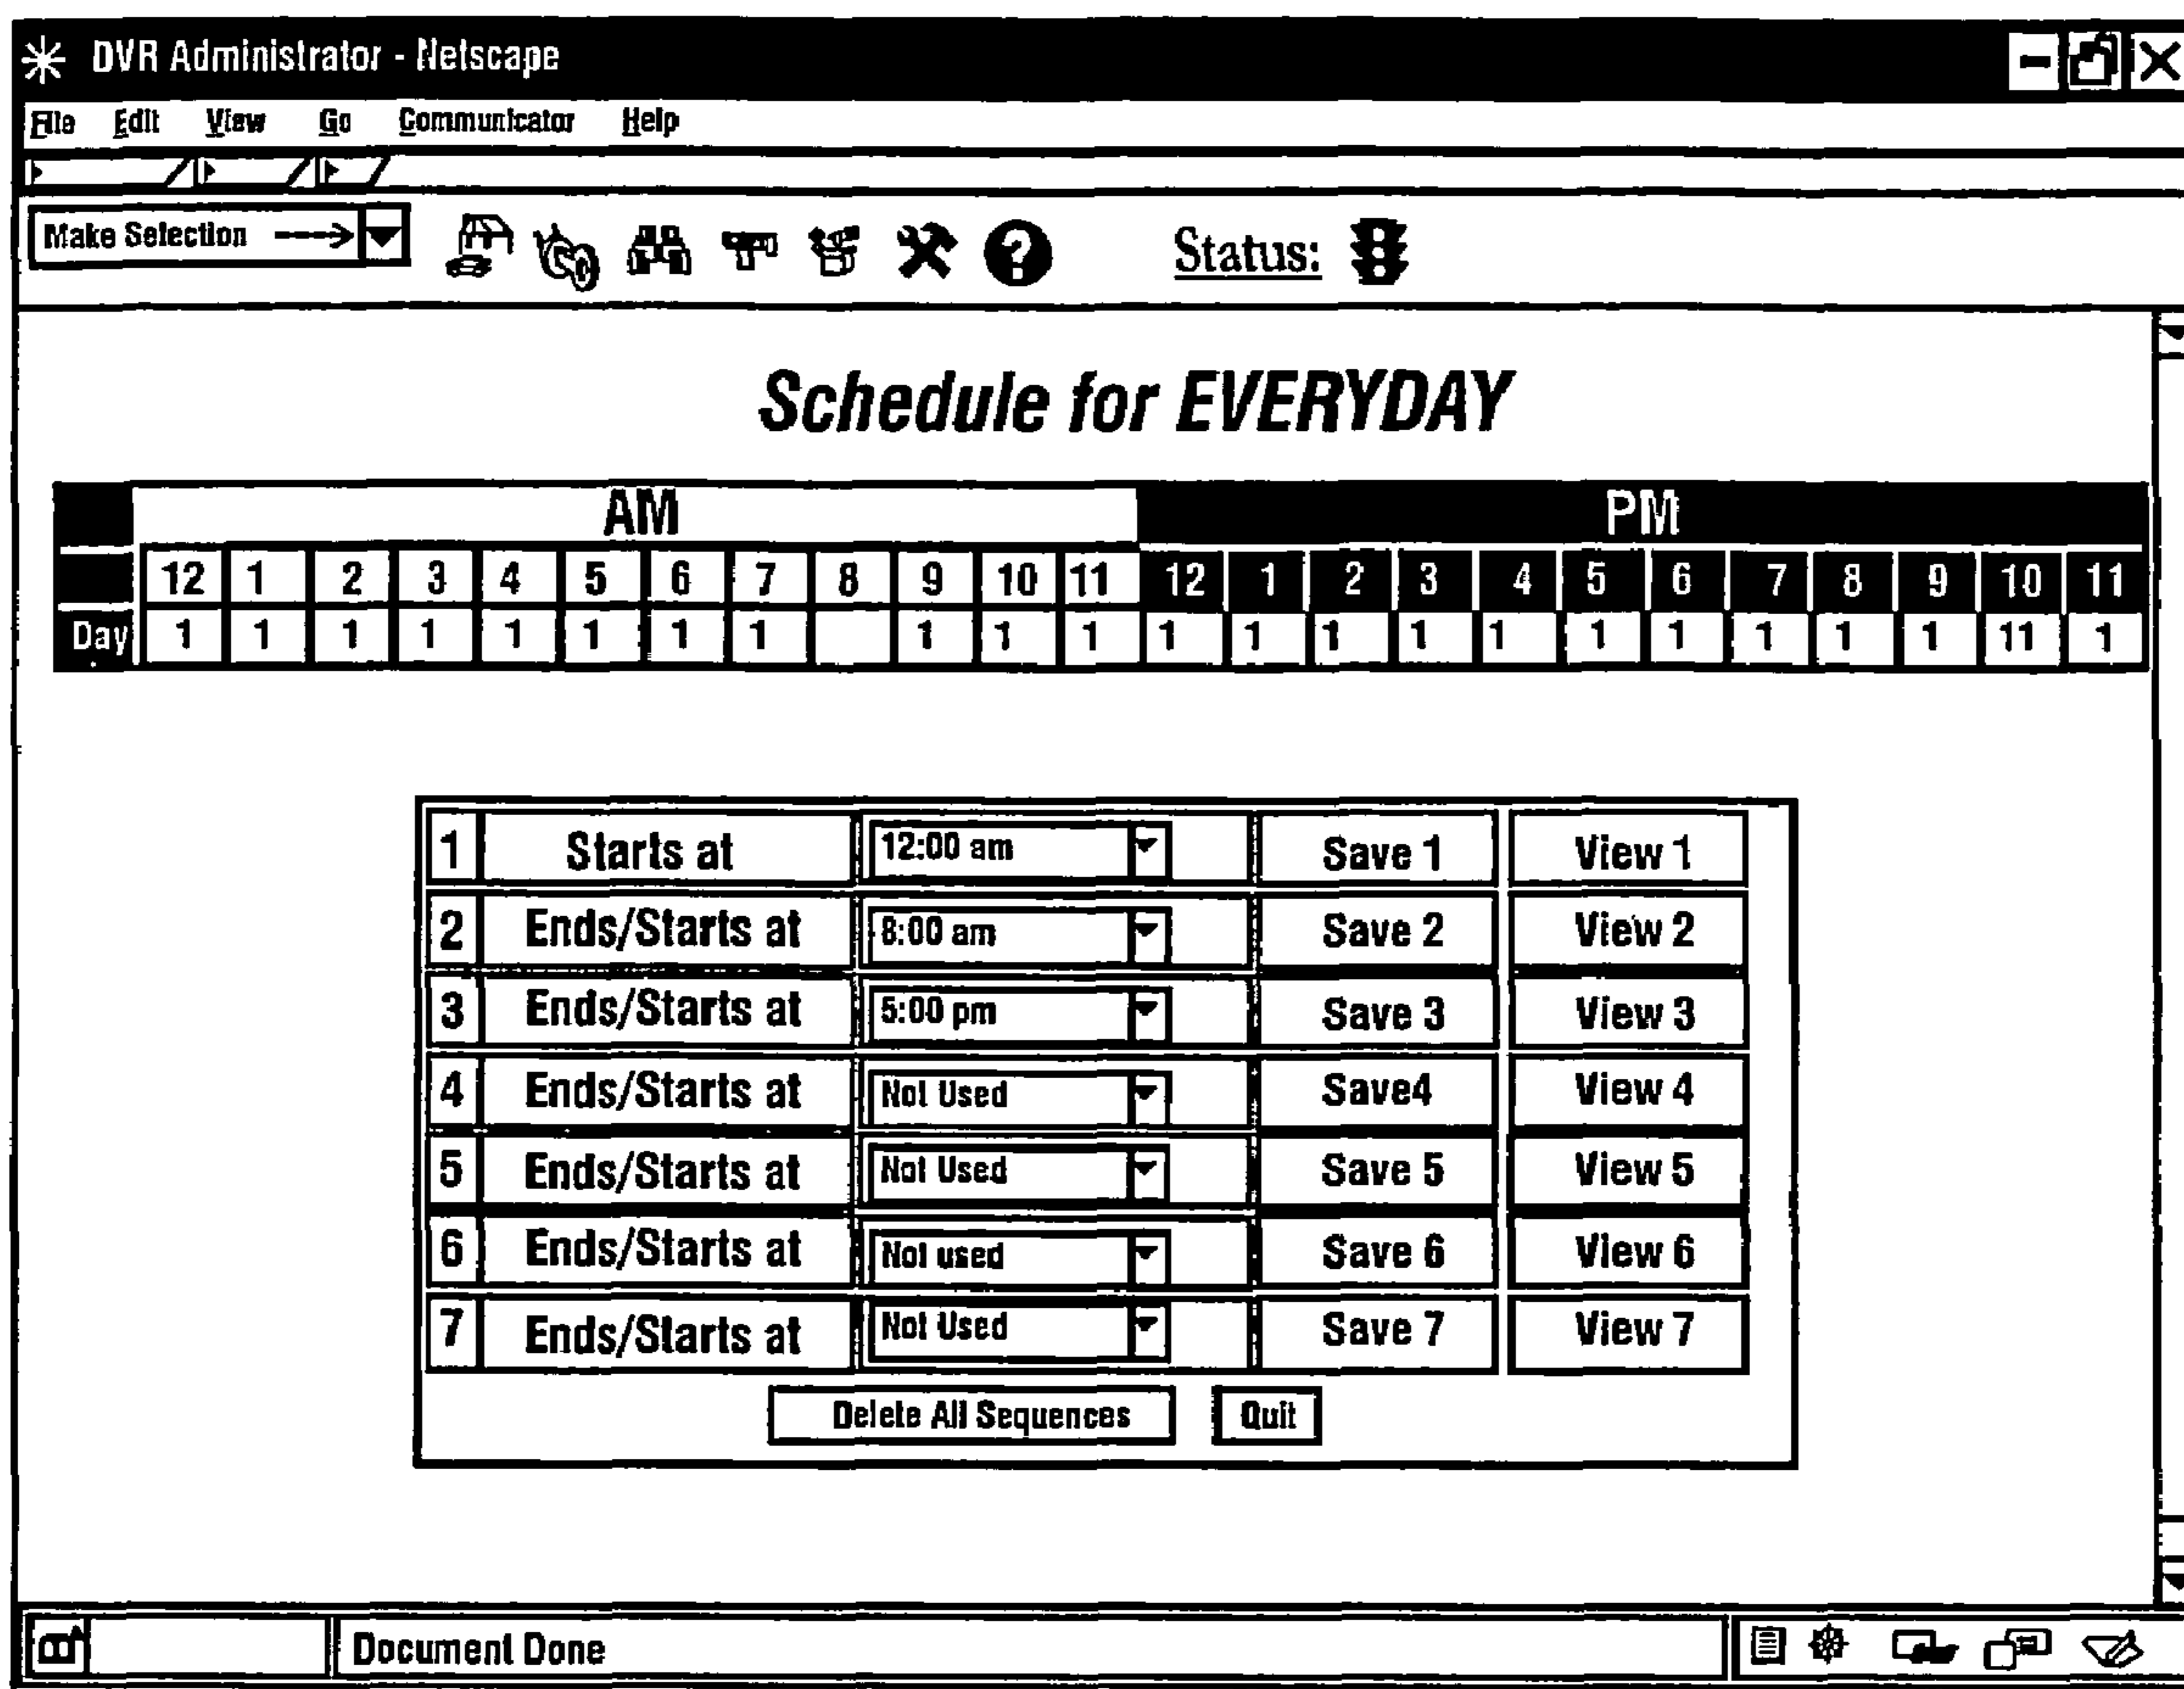 DVR Administrator - Netscape
File Edit View Go Communicator Help
Make Selection
Status:
Schedule for EVERYDAY
AM PM
12 1 2 3 4 5 6 7 8 9 10 11 12 1 2 3 4 5 6 7 8 9 10 11
Day 1 1 1 1 1 1 1 1 1 1 1 1 1 1 1 1 1 1 1 1 1 11 1
1 Starts at 12:00 am Save 1 View 1
2 Ends/Starts at 8:00 am Save 2 View 2
3 Ends/Starts at 5:00 pm Save 3 View 3
4 Ends/Starts at Not Used Save4 View 4
5 Ends/Starts at Not Used Save 5 View 5
6 Ends/Starts at Not used Save 6 View 6
7 Ends/Starts at Not Used Save 7 View 7
Delete All Sequences Quit
Document Done